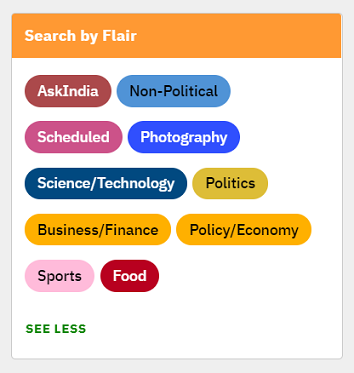 Search by Flair
AskIndia Non-Political
Scheduled Photography
Science/Technology Politics
Business/Finance Policy/Economy
Sports Food
SEE LESS